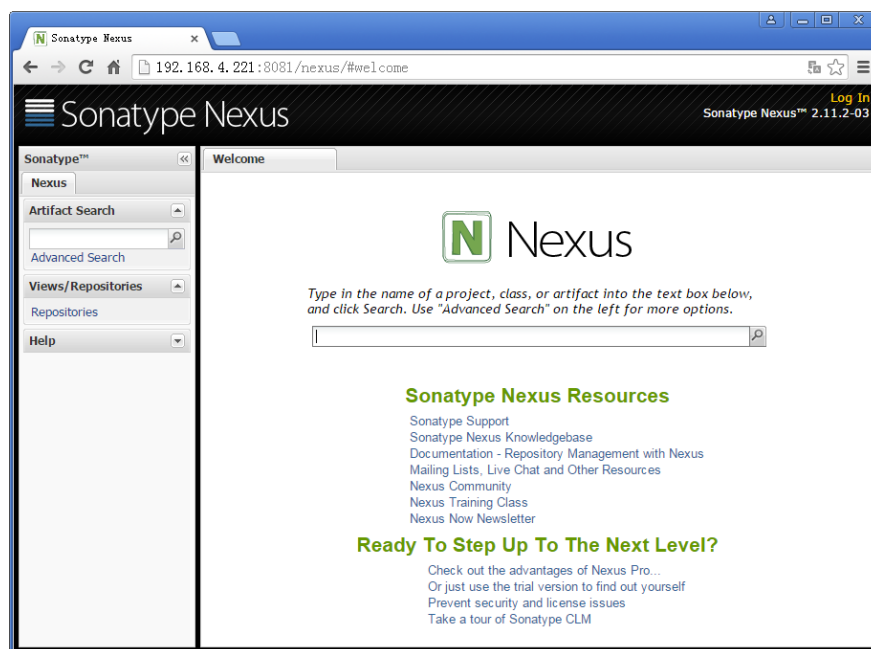 Sonatype Nexus
192.168.4.221:8081/nexus/#welcome
Sonatype Nexus
Log In
Sonatype Nexus™ 2.11.2-03
Sonatype™
Nexus
Artifact Search
Advanced Search
Views/Repositories
Repositories
Help
Welcome
N Nexus
Type in the name of a project, class, or artifact into the text box below,
and click Search. Use "Advanced Search" on the left for more options.
Sonatype Nexus Resources
Sonatype Support
Sonatype Nexus Knowledgebase
Documentation - Repository Management with Nexus
Mailing Lists, Live Chat and Other Resources
Nexus Community
Nexus Training Class
Nexus Now Newsletter
Ready To Step Up To The Next Level?
Check out the advantages of Nexus Pro...
Or just use the trial version to find out yourself
Prevent security and license issues
Take a tour of Sonatype CLM